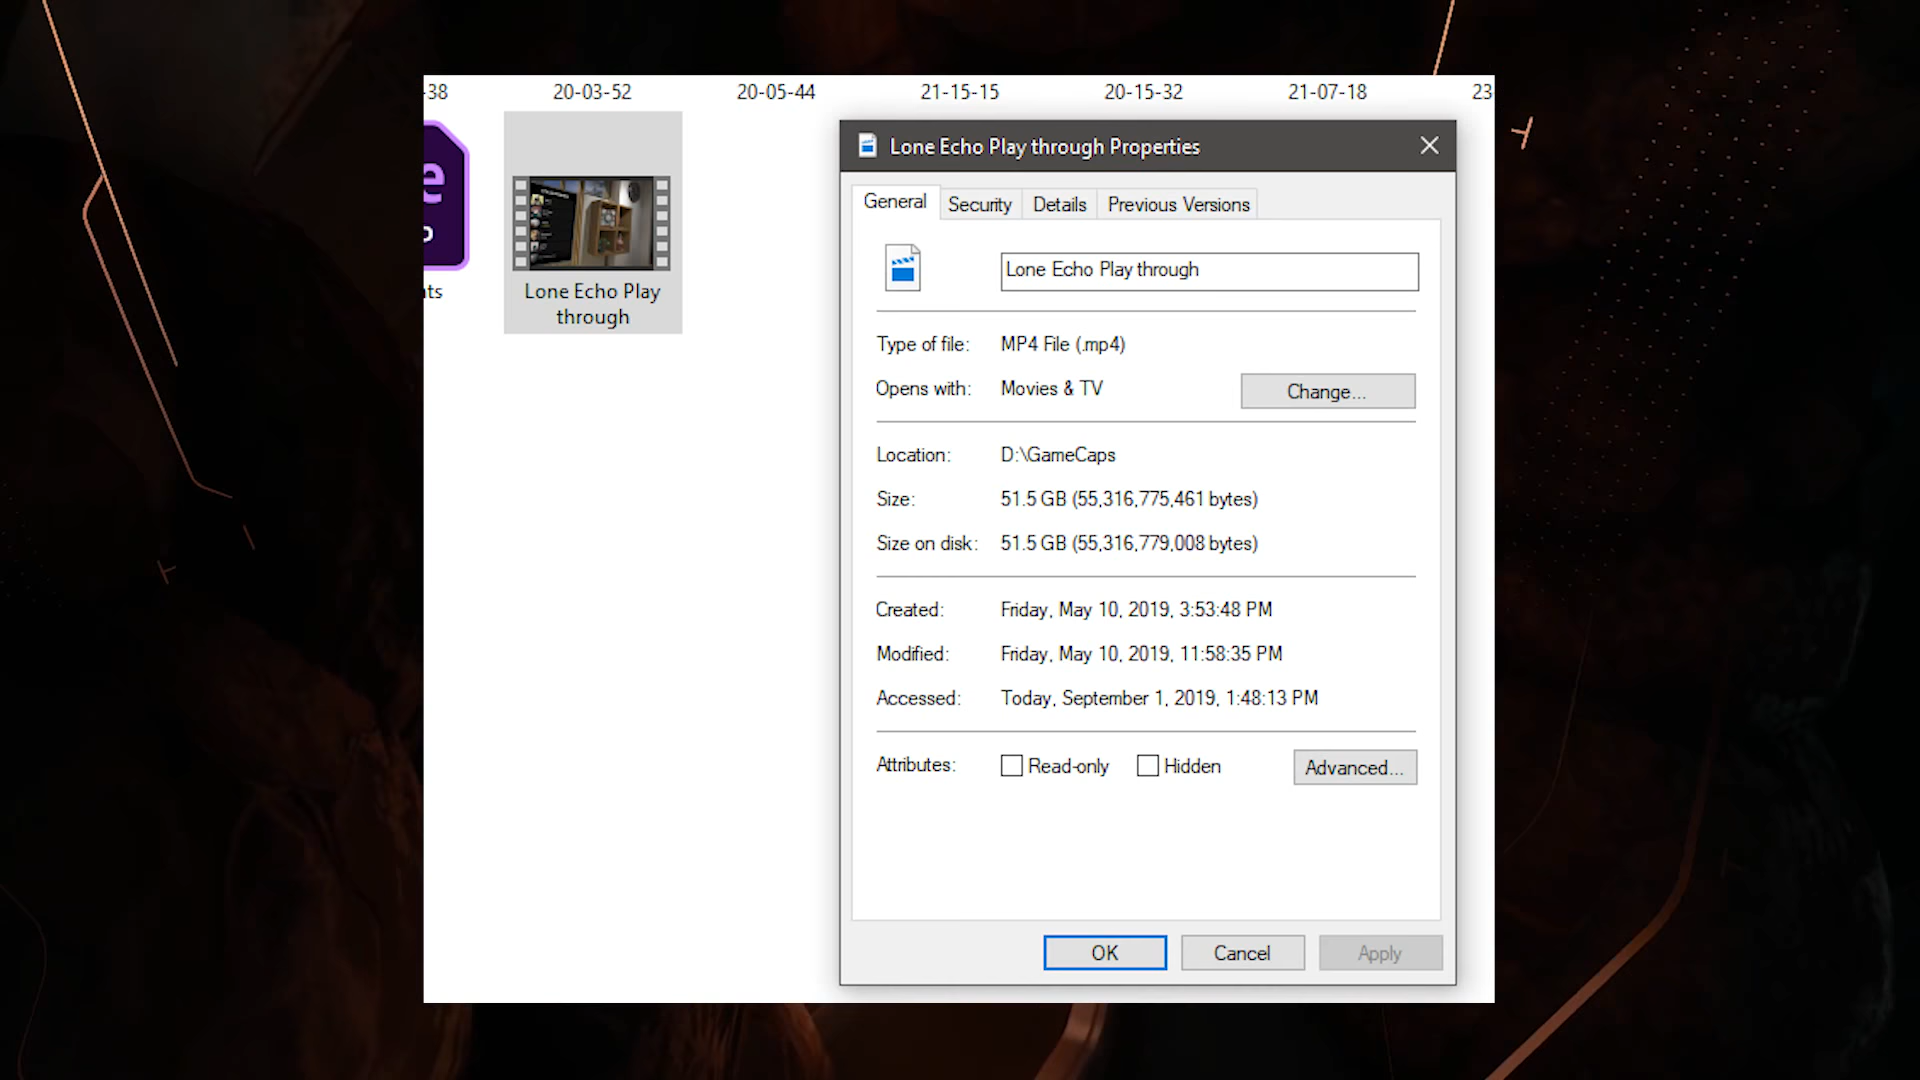 -38 20-03-52 20-05-44 21-15-15 20-15-32 21-07-18 23
e
Lone Echo Play
through
Lone Echo Play through Properties
General Security Details Previous Versions
Lone Echo Play through
Type of file: MP4 File (.mp4)
Opens with: Movies & TV Change...
Location: D:\GameCaps
Size: 51.5 GB (55,316,775,461 bytes)
Size on disk: 51.5 GB (55,316,779,008 bytes)
Created: Friday, May 10, 2019, 3:53:48 PM
Modified: Friday, May 10, 2019, 11:58:35 PM
Accessed: Today, September 1, 2019, 1:48:13 PM
Attributes: Read-only Hidden Advanced...
OK Cancel Apply